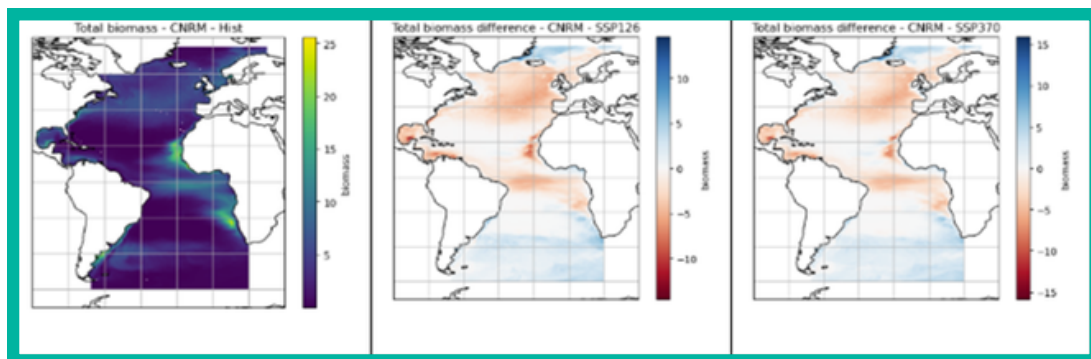 Total biomass - CNRM - Hist
25
20
15
10
5
biomass
Total biomass difference - CNRM - SSP126
10
5
0
−5
−10
biomass
Total biomass difference - CNRM - SSP370
15
10
5
0
−5
−10
−15
biomass